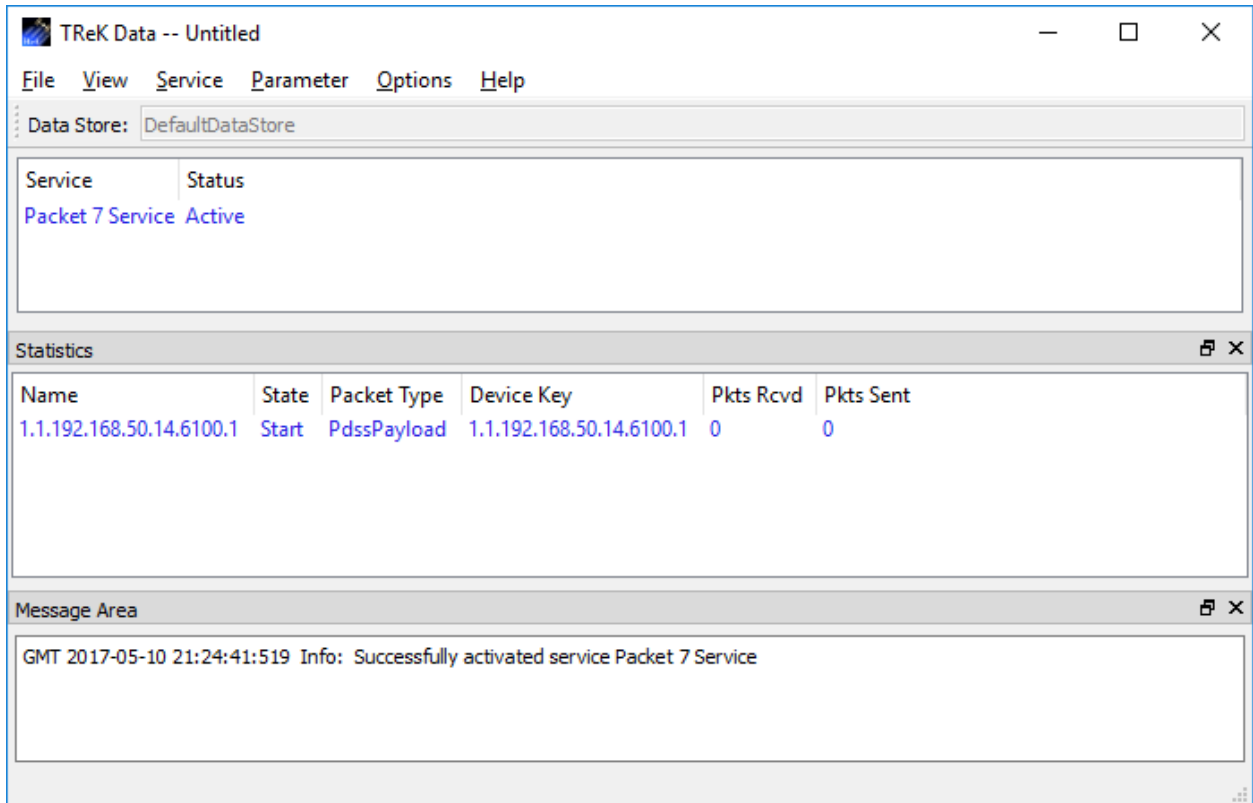 TReK Data -- Untitled
File View Service Parameter Options Help
Data Store: DefaultDataStore
Service Status
Packet 7 Service Active
Statistics
Name State Packet Type Device Key Pkts Rcvd Pkts Sent
1.1.192.168.50.14.6100.1 Start PdssPayload 1.1.192.168.50.14.6100.1 0 0
Message Area
GMT 2017-05-10 21:24:41:519 Info: Successfully activated service Packet 7 Service